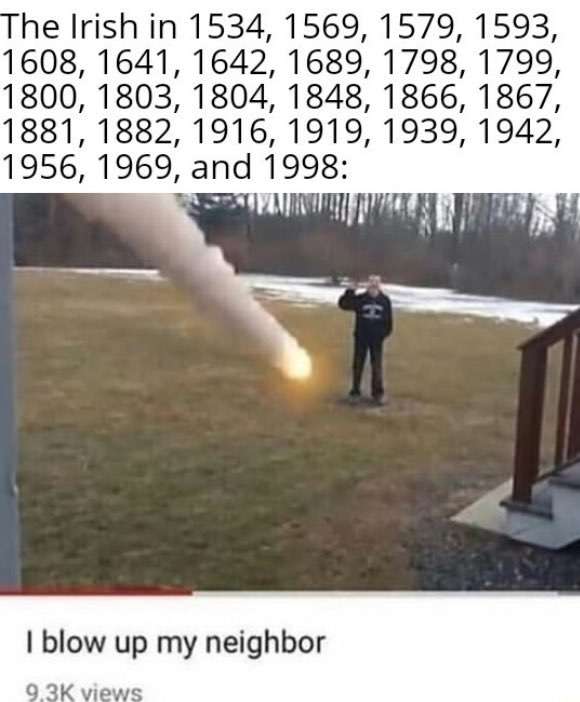 The Irish in 1534, 1569, 1579, 1593,
1608, 1641, 1642, 1689, 1798, 1799,
1800, 1803, 1804, 1848, 1866, 1867,
1881, 1882, 1916, 1919, 1939, 1942,
1956, 1969, and 1998:
I blow up my neighbor
9.3K views